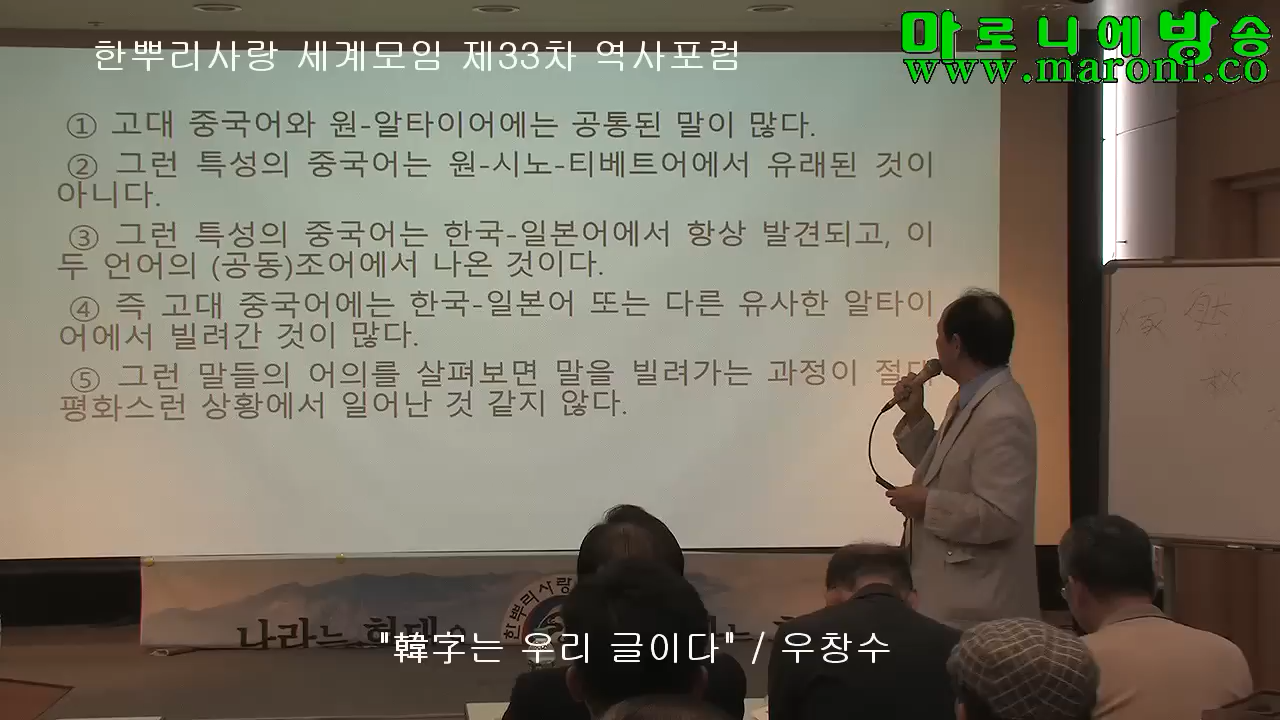 한뿌리사랑 세계모임 제33차 역사포럼
마로니에방송
www.maroni.co
① 고대 중국어와 원-알타이어에는 공통된 말이 많다.
② 그런 특성의 중국어는 원-시노-티베트어에서 유래된 것이
아니다.
③ 그런 특성의 중국어는 한국-일본어에서 항상 발견되고, 이
두 언어의 (공동)조어에서 나온 것이다.
④ 즉 고대 중국어에는 한국-일본어 또는 다른 유사한 알타이
어에서 빌려간 것이 많다.
⑤ 그런 말들의 어의를 살펴보면 말을 빌려가는 과정이 절대
평화스런 상황에서 일어난 것 같지 않다.
한뿌리사랑
나라는
"韓字는 우리 글이다" / 우창수